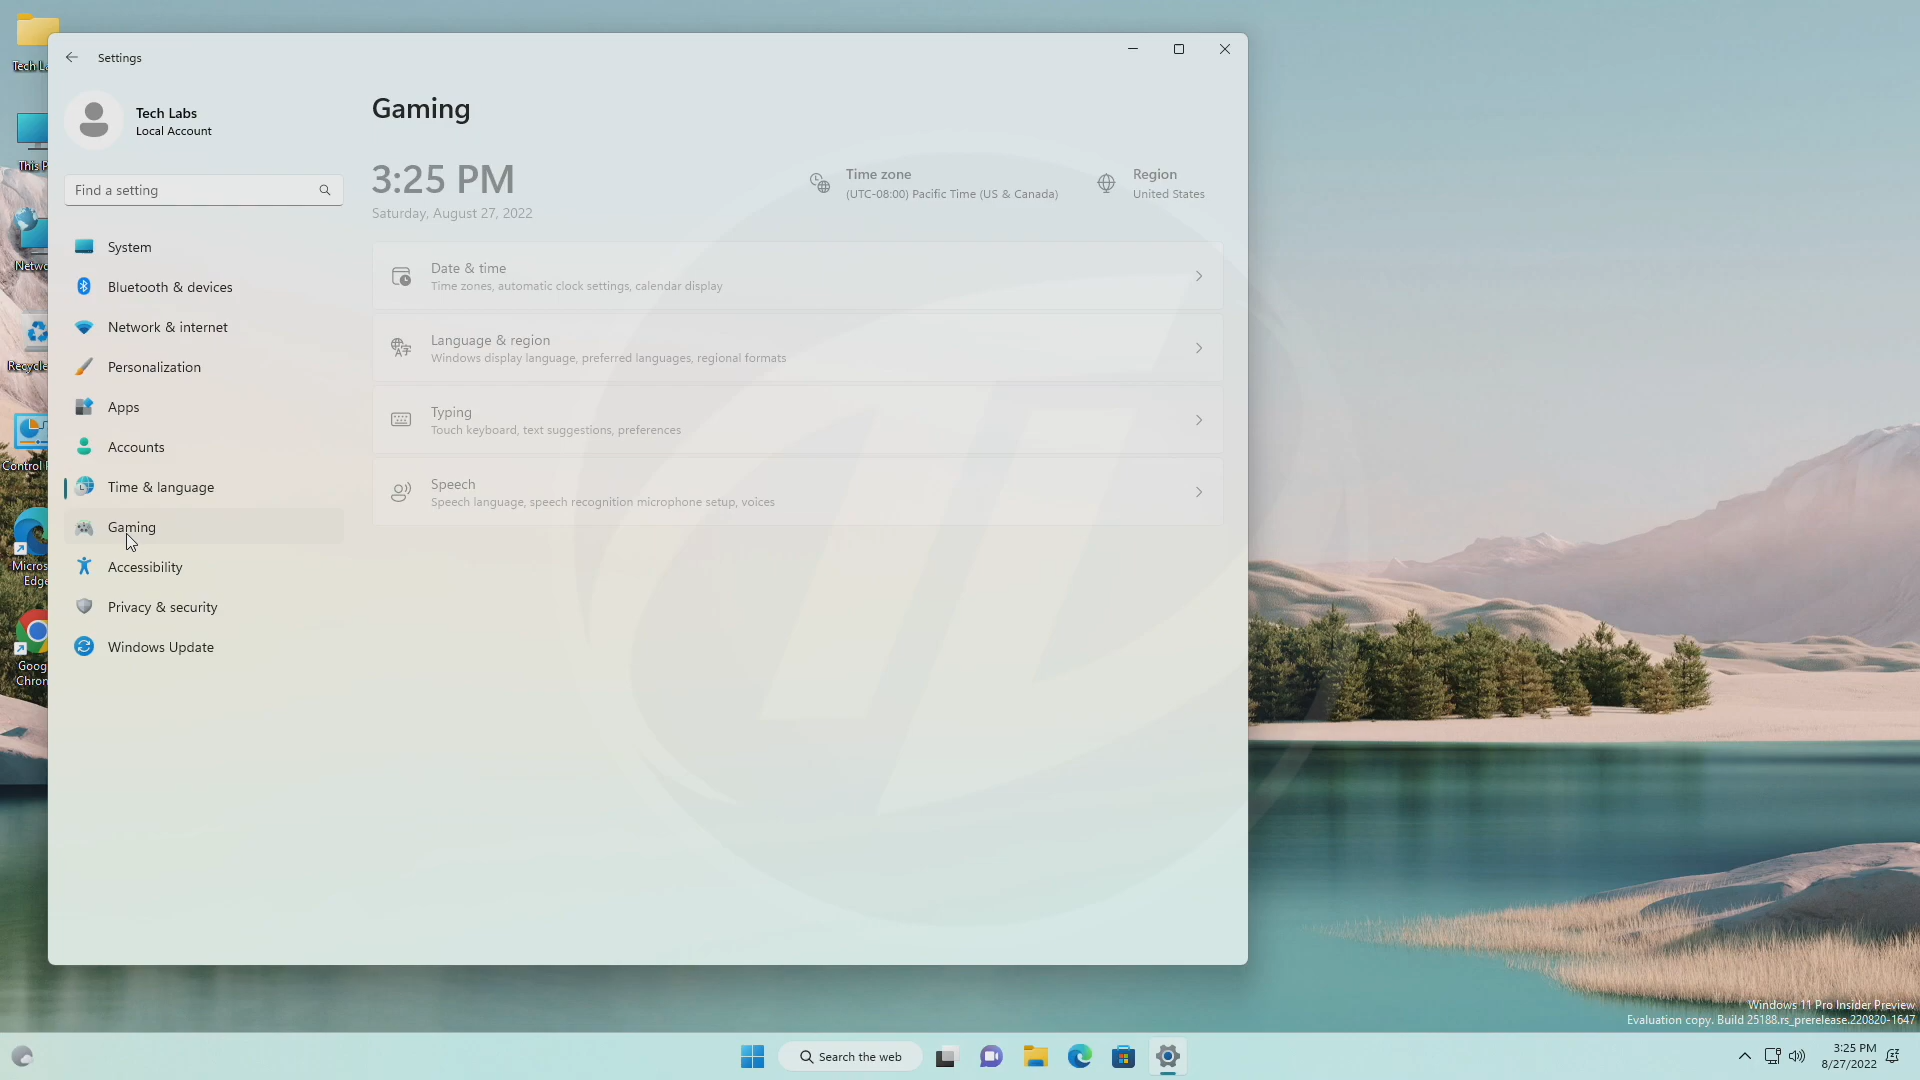 Settings
Tech Labs
Local Account
Find a setting
System
Bluetooth & devices
Network & internet
Personalization
Apps
Accounts
Time & language
Gaming
Accessibility
Privacy & security
Windows Update
Gaming
3:25 PM
Saturday, August 27, 2022
Time zone
(UTC-08:00) Pacific Time (US & Canada)
Region
United States
Date & time
Time zones, automatic clock settings, calendar display
Language & region
Windows display language, preferred languages, regional formats
Typing
Touch keyboard, text suggestions, preferences
Speech
Speech language, speech recognition microphone setup, voices
Tech L
This P
Netwo
Recycle
Control
Micros
Edge
Goog
Chron
Windows 11 Pro Insider Preview
Evaluation copy. Build 25188.rs_prerelease.220820-1647
Search the web
3:25 PM
8/27/2022